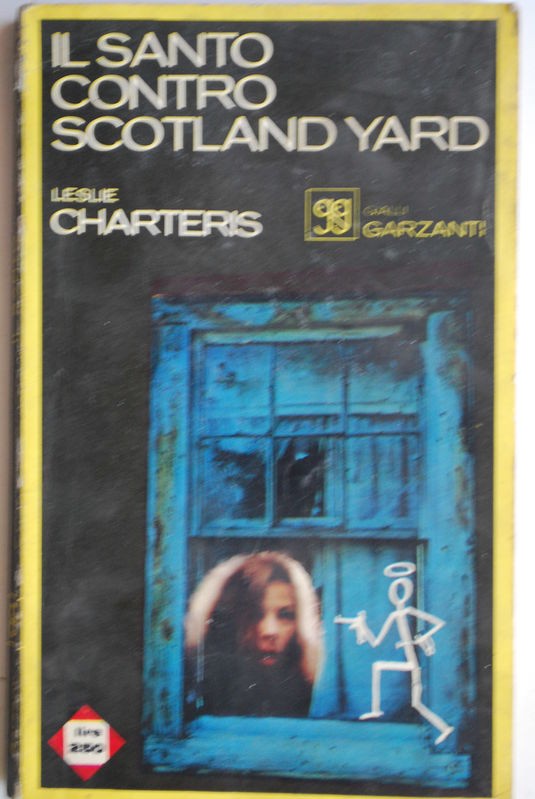 IL SANTO
CONTRO
SCOTLAND YARD
LESLIE
CHARTERIS
gg
GIALLI
GARZANTI
lire
250